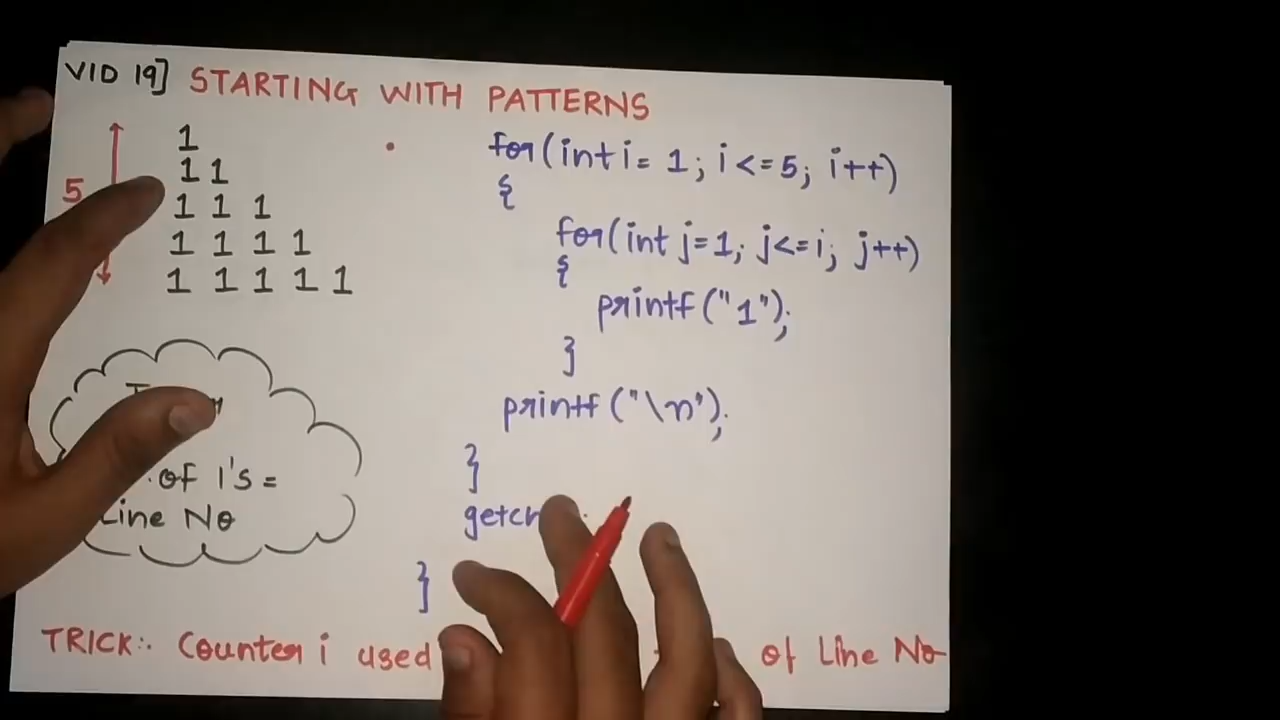 VID 19] STARTING WITH PATTERNS
5
1
1 1
1 1 1
1 1 1 1
1 1 1 1 1
of 1's =
Line No
for(int i= 1; i<=5; i++)
{
for(int j=1; j<=i; j++)
{
printf("1");
}
printf("\n");
}
}
TRICK:. Counter i used of Line No